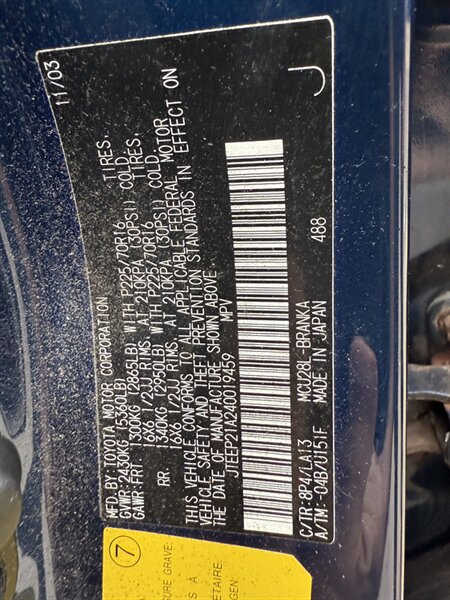 MFD. BY: TOYOTA MOTOR CORPORATION 11/03
GVWR: 2430KG (5360LB)
GAWR: FRT 1300KG (2865LB) WITH P225/70R16 TIRES.
16X6 1/2JJ RIMS. AT 210KPA (30PSI) COLD.
RR. 1340KG (2950LB) WITH P225/70R16 TIRES.
16X6 1/2JJ RIMS. AT 210KPA (30PSI) COLD
THIS VEHICLE CONFORMS TO ALL APPLICABLE FEDERAL MOTOR
VEHICLE SAFETY AND THEFT PREVENTION STANDARDS IN EFFECT ON
THE DATE OF MANUFACTURE SHOWN ABOVE.
JTEEP21A240019459 MPV
J
C/TR:8P4/LA13 MCU28L-BRANKA
A/TM:-04B/U151F MADE IN JAPAN 488
7
SURE GRAVE:
S A
ÉTAIRE:
GEN: